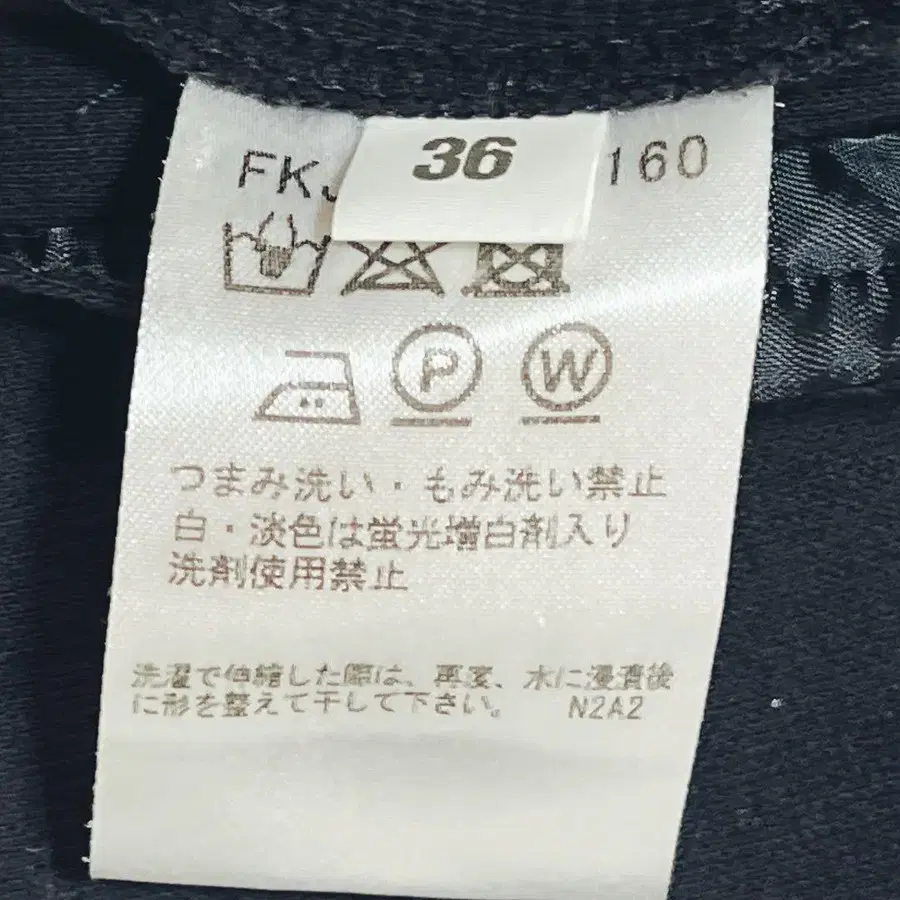 36
FK 160
P W
つまみ洗い・もみ洗い禁止
白・淡色は蛍光増白剤入り
洗剤使用禁止
洗濯で伸縮した際は、再度、水に浸漬後
に形を整えて干して下さい。 N2A2